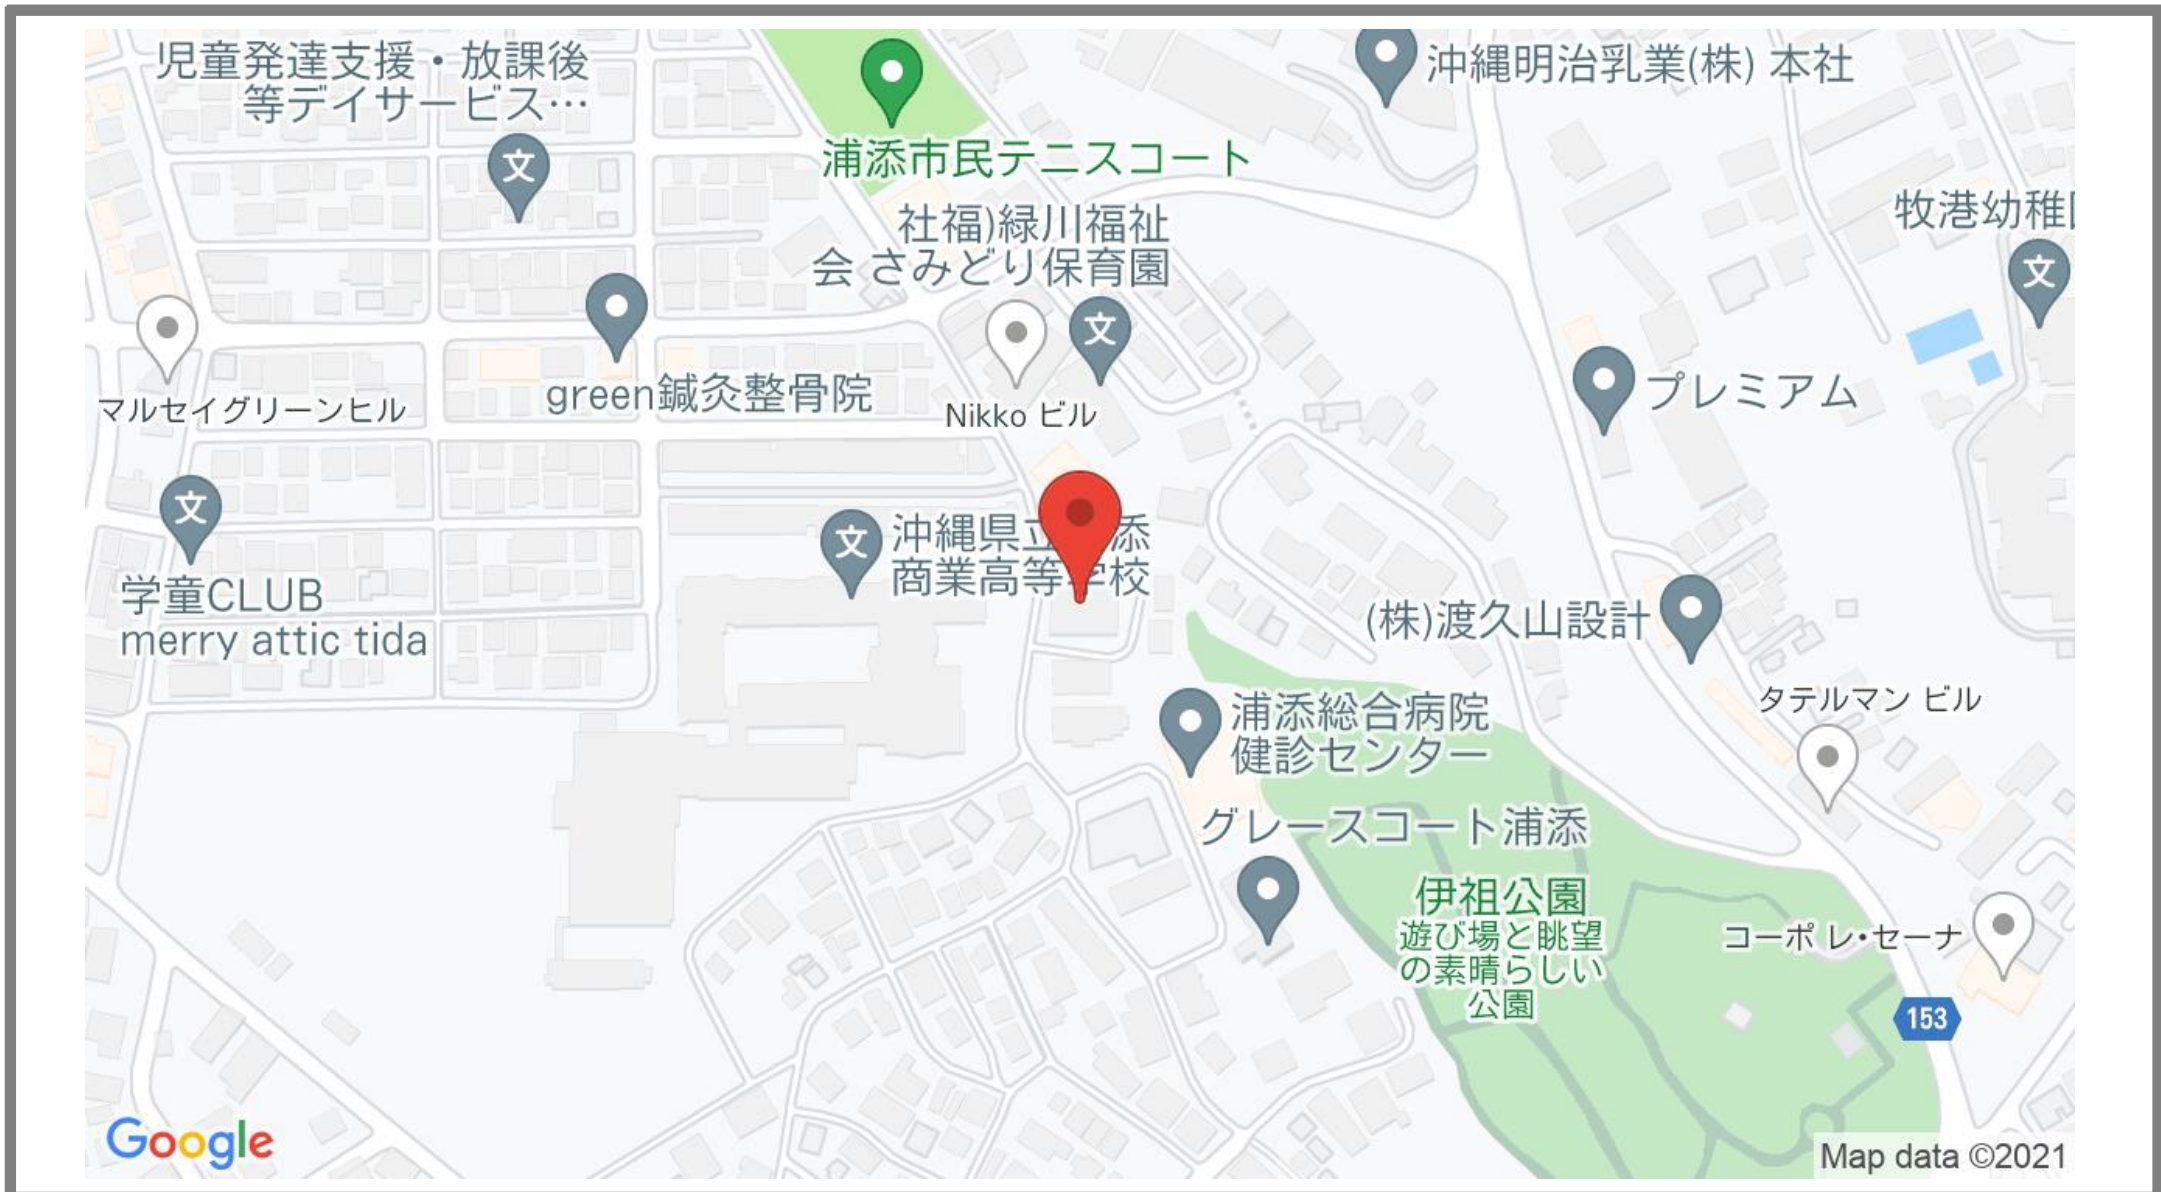 児童発達支援・放課後
等デイサービス…
沖縄明治乳業(株) 本社
浦添市民テニスコート
社福)緑川福祉
会 さみどり保育園
牧港幼稚
green鍼灸整骨院
マルセイグリーンヒル
Nikko ビル
プレミアム
沖縄県立 添
商業高等学校
学童CLUB
merry attic tida
(株)渡久山設計
浦添総合病院
健診センター
タテルマン ビル
グレースコート浦添
伊祖公園
遊び場と眺望
の素晴らしい
公園
コーポ レ・セーナ
153
Google
Map data ©2021
文
文
文
文
文